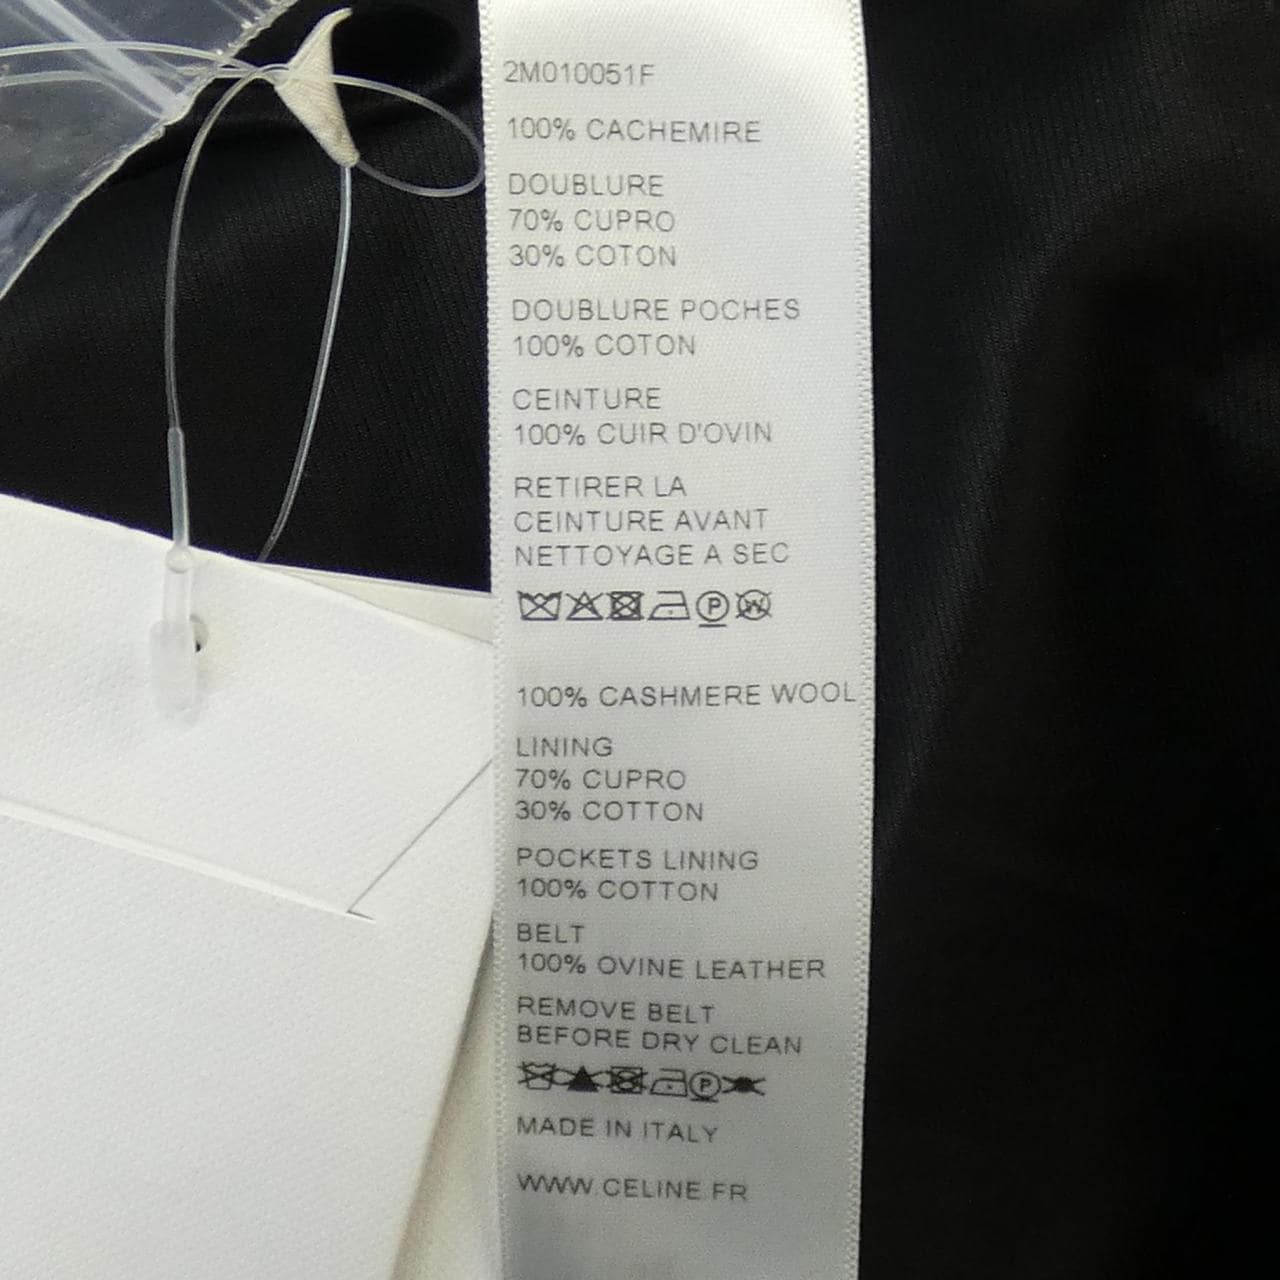 2M010051F
100% CACHEMIRE
DOUBLURE
70% CUPRO
30% COTON
DOUBLURE POCHES
100% COTON
CEINTURE
100% CUIR D'OVIN
RETIRER LA
CEINTURE AVANT
NETTOYAGE A SEC
P W
100% CASHMERE WOOL
LINING
70% CUPRO
30% COTTON
POCKETS LINING
100% COTTON
BELT
100% OVINE LEATHER
REMOVE BELT
BEFORE DRY CLEAN
P
MADE IN ITALY
WWW.CELINE.FR